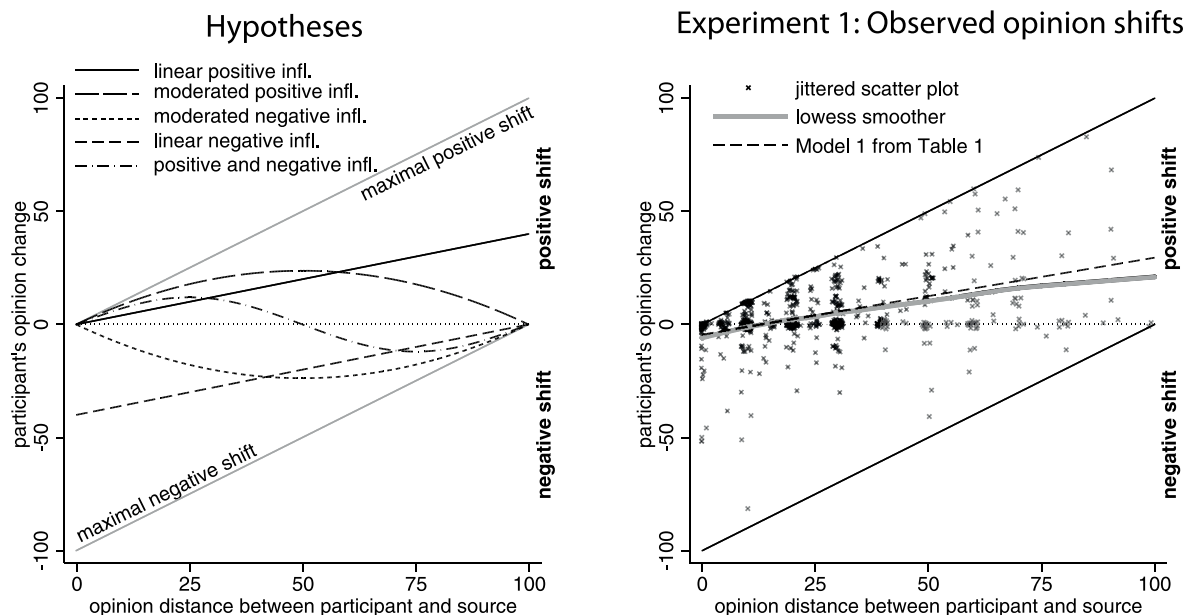 Hypotheses
linear positive infl.
moderated positive infl.
moderated negative infl.
linear negative infl.
positive and negative infl.
maximal positive shift
maximal negative shift
positive shift
negative shift
participant's opinion change
100
50
0
-50
-100
0 25 50 75 100
opinion distance between participant and source
Experiment 1: Observed opinion shifts
jittered scatter plot
lowess smoother
Model 1 from Table 1
positive shift
negative shift
participant's opinion change
100
50
0
-50
-100
0 25 50 75 100
opinion distance between participant and source